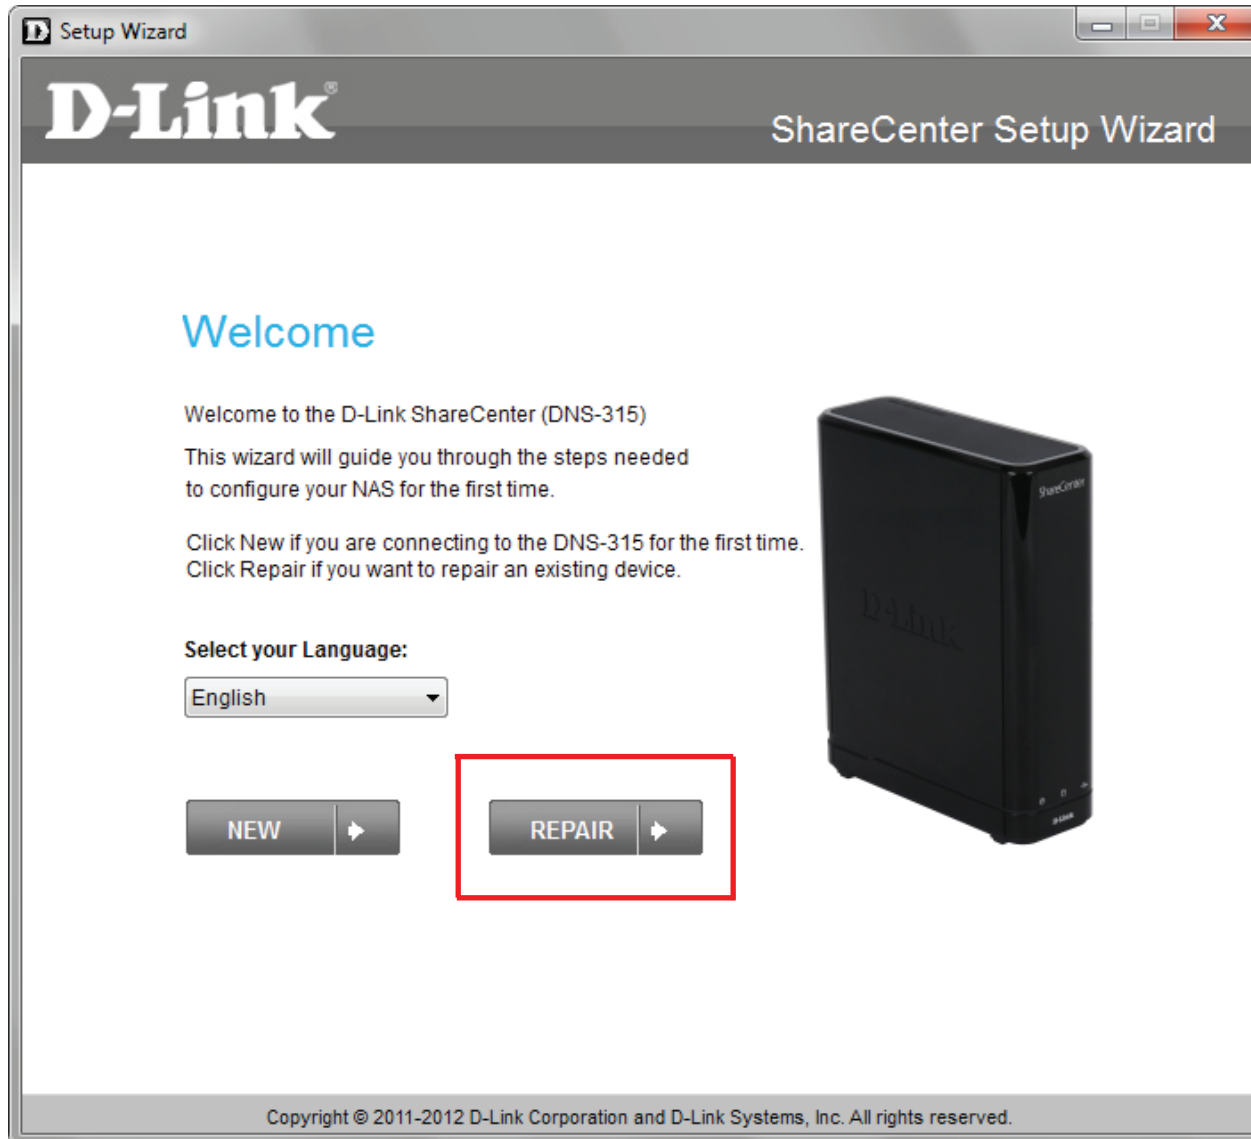 Setup Wizard
D-Link®
ShareCenter Setup Wizard
Welcome
Welcome to the D-Link ShareCenter (DNS-315)
This wizard will guide you through the steps needed
to configure your NAS for the first time.
Click New if you are connecting to the DNS-315 for the first time.
Click Repair if you want to repair an existing device.
ShareCenter
D-Link
Select your Language:
English
NEW
REPAIR
D-Link
Copyright © 2011-2012 D-Link Corporation and D-Link Systems, Inc. All rights reserved.